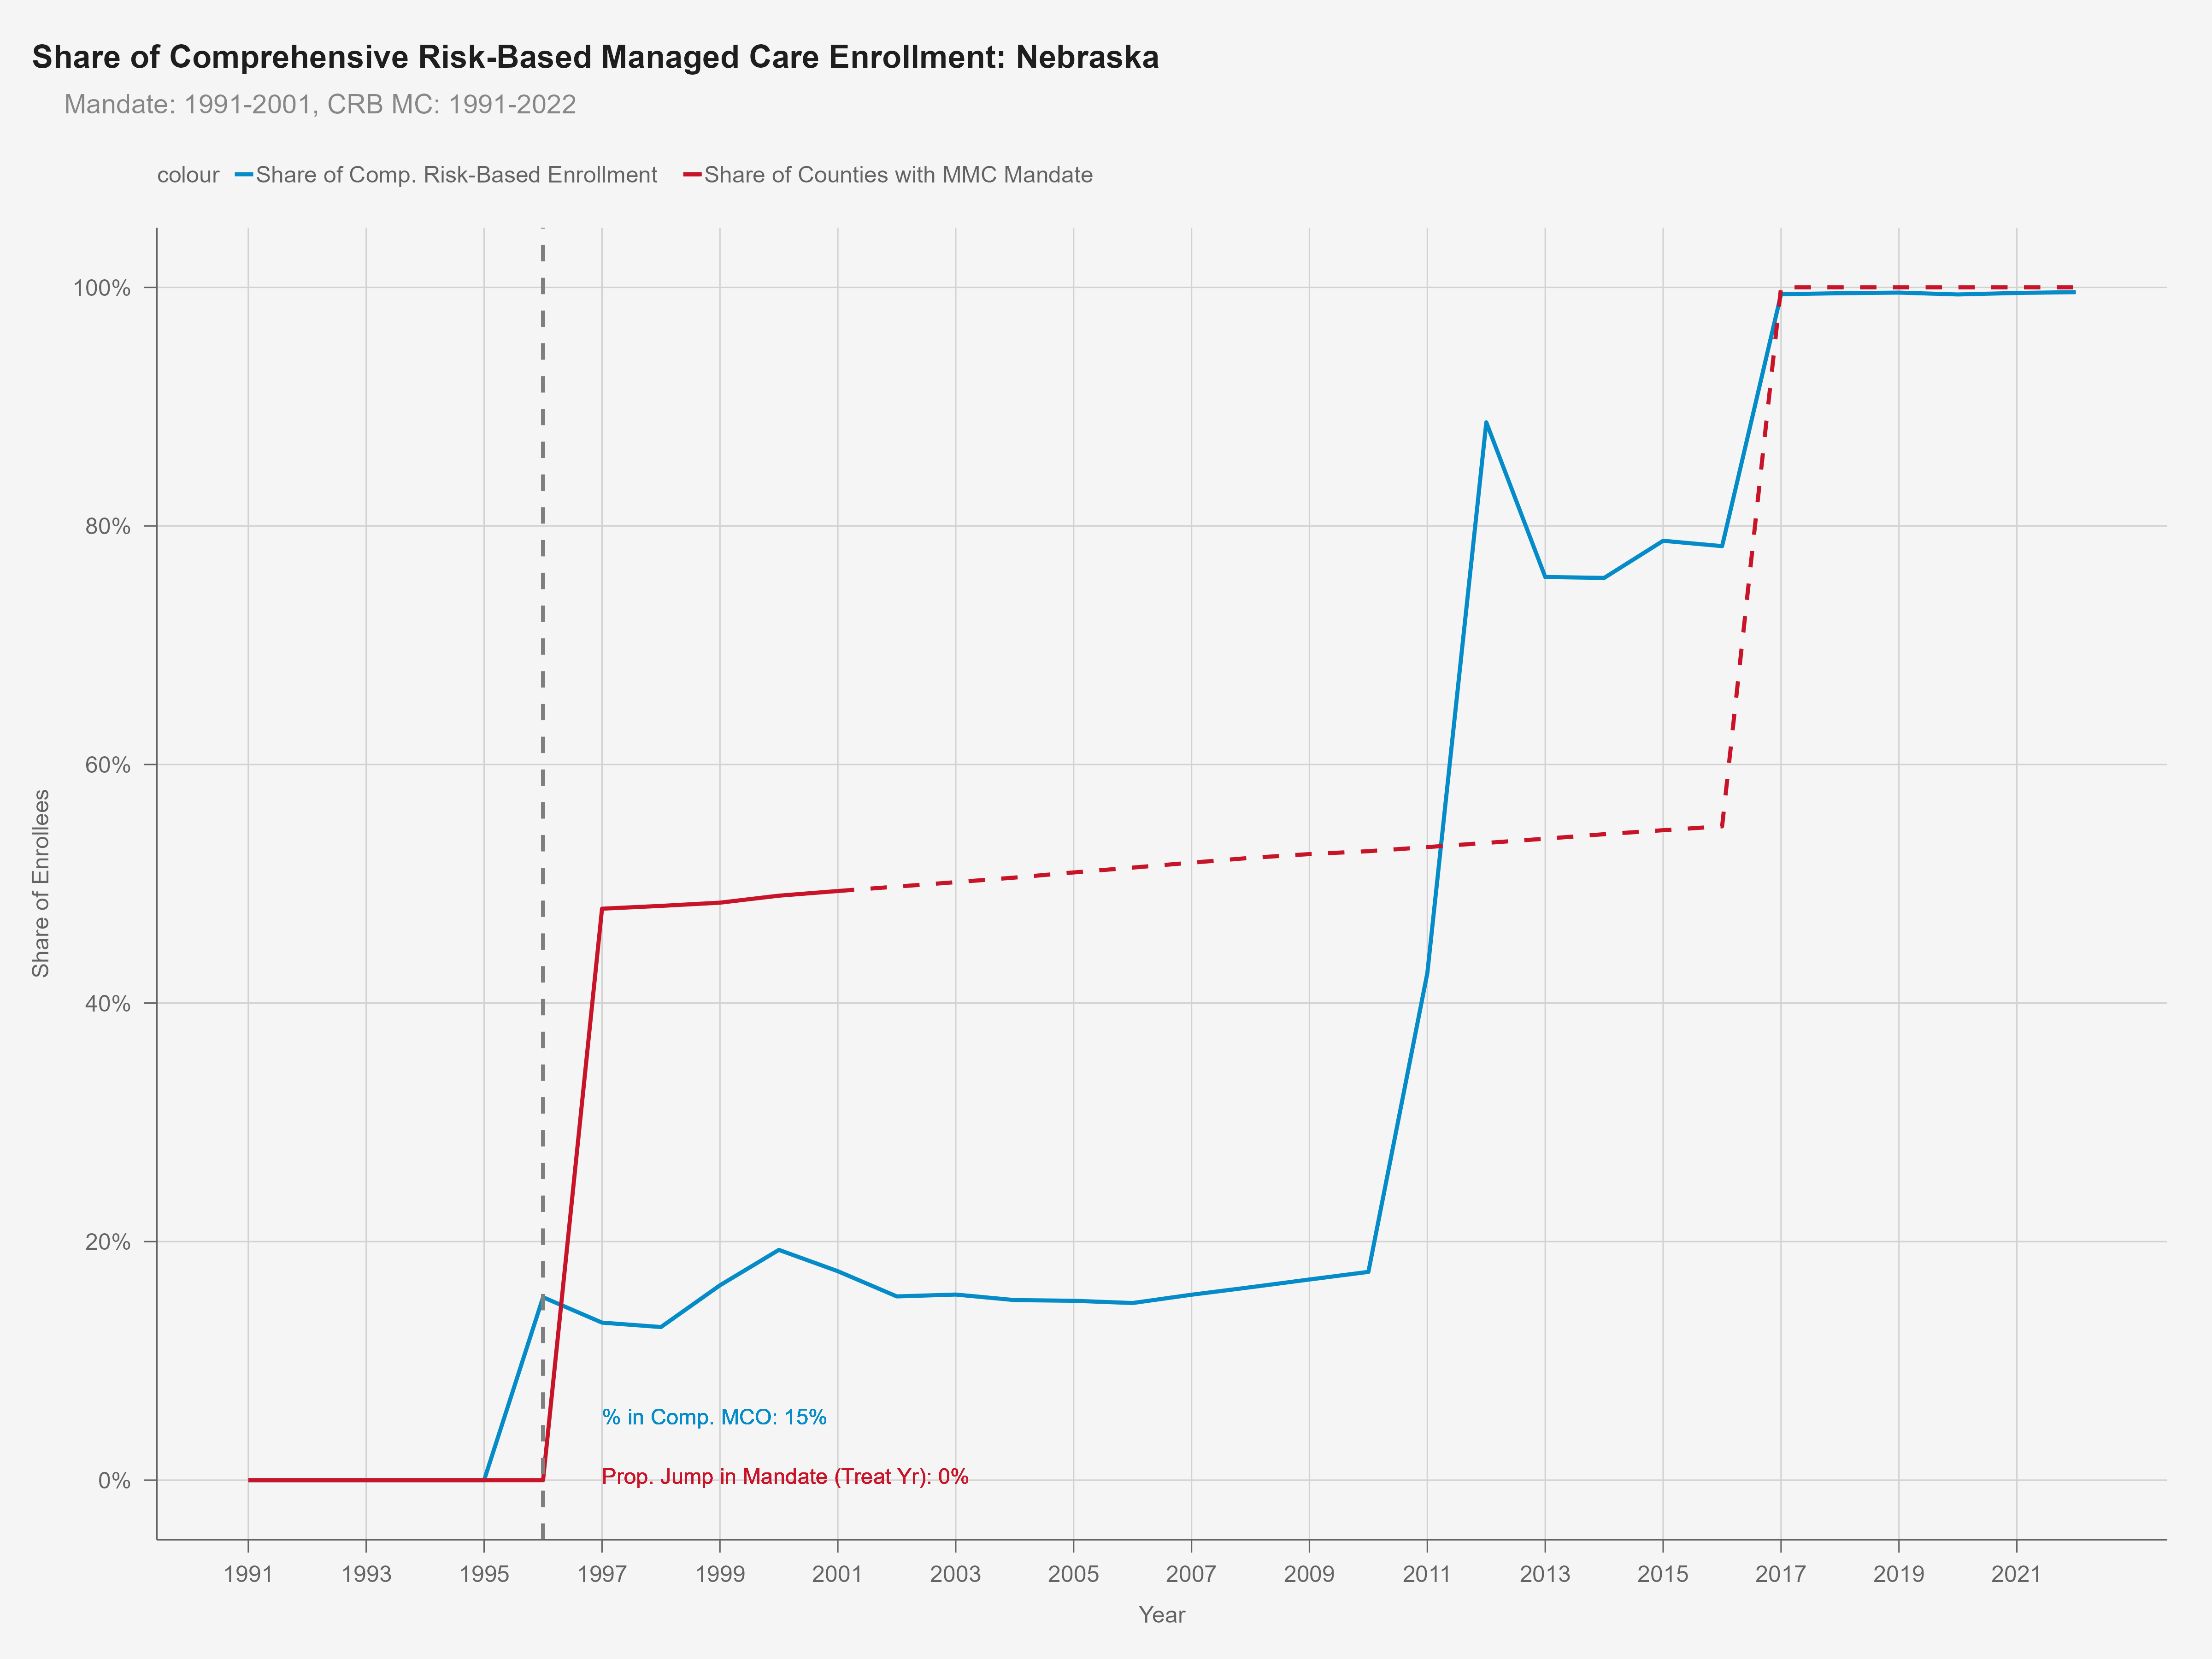 Share of Comprehensive Risk-Based Managed Care Enrollment: Nebraska
Mandate: 1991-2001, CRB MC: 1991-2022
colour Share of Comp. Risk-Based Enrollment Share of Counties with MMC Mandate
100%
80%
60%
40%
20%
0%
Share of Enrollees
% in Comp. MCO: 15%
Prop. Jump in Mandate (Treat Yr): 0%
1991 1993 1995 1997 1999 2001 2003 2005 2007 2009 2011 2013 2015 2017 2019 2021
Year